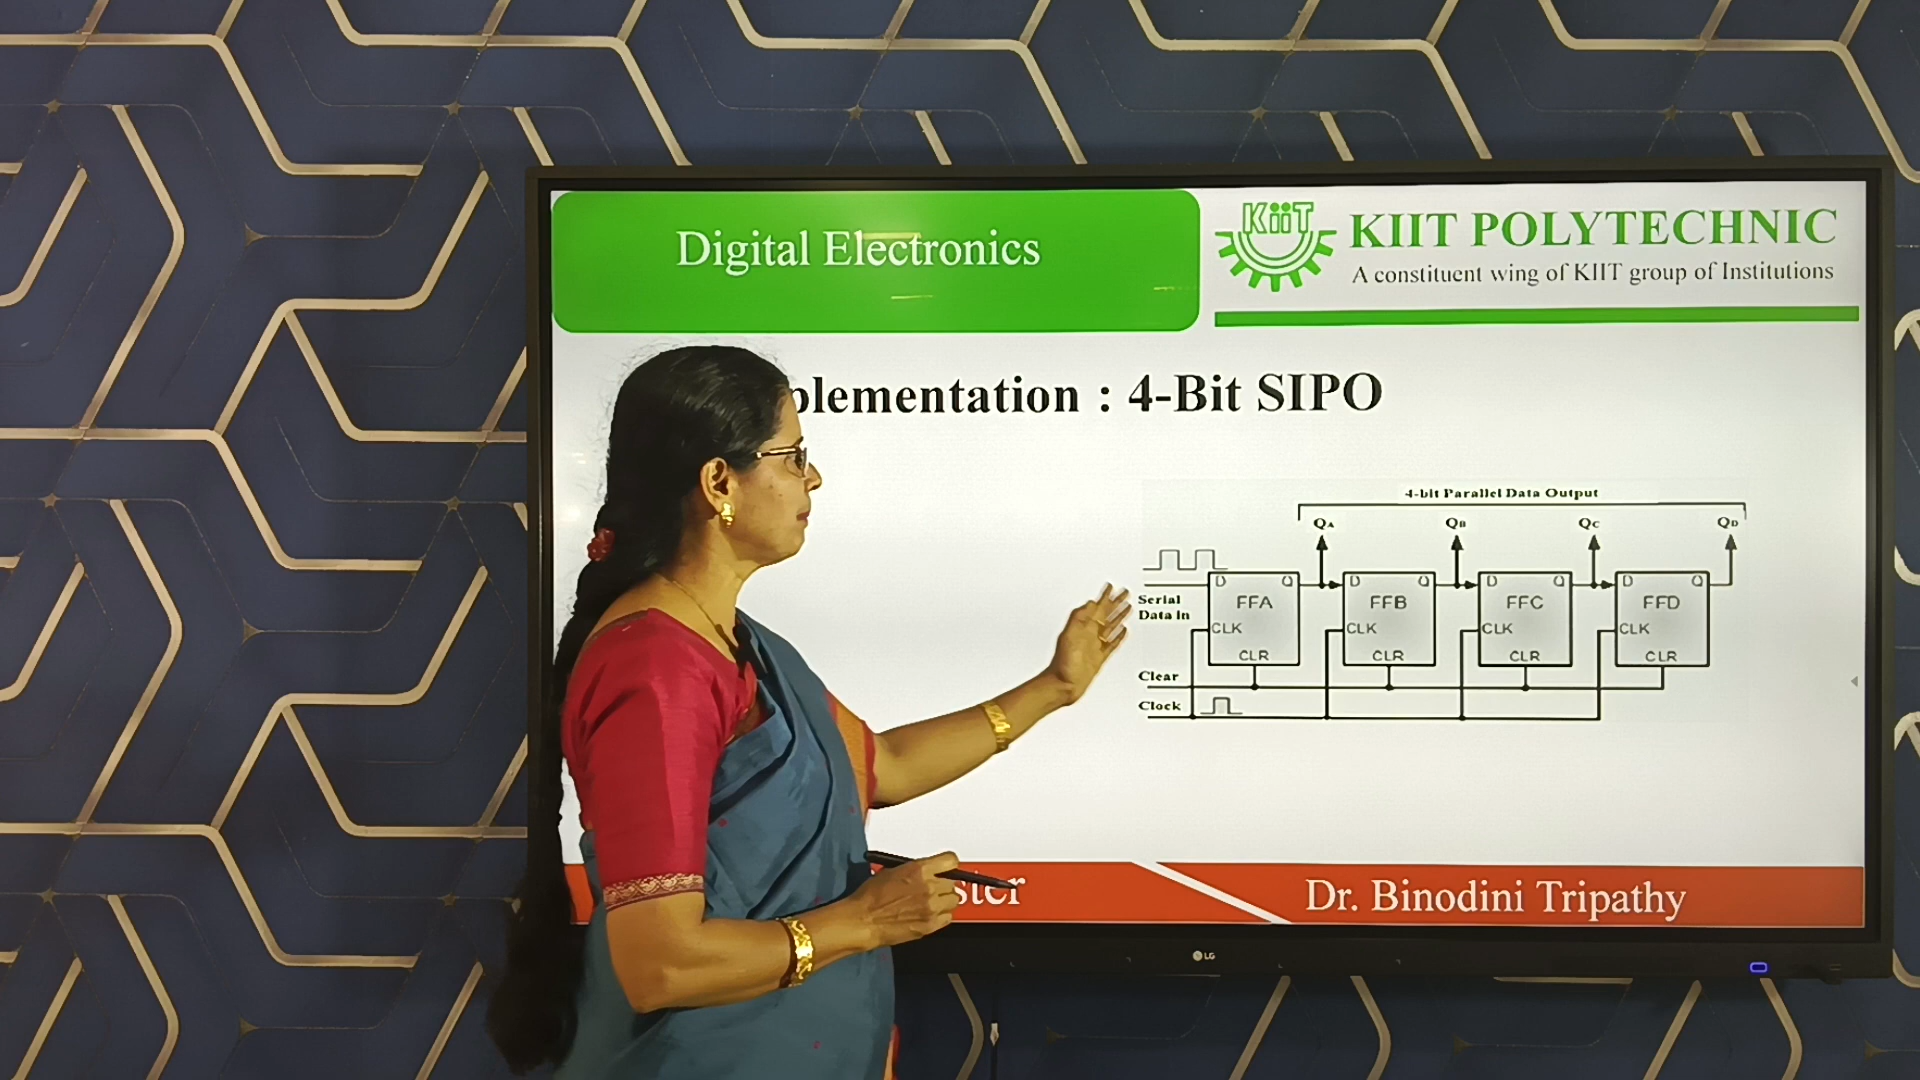 Digital Electronics
KiiT
KIIT POLYTECHNIC
A constituent wing of KIIT group of Institutions
plementation : 4-Bit SIPO
4-bit Parallel Data Output
QA QB QC QD
D Q D Q D Q D Q
Serial
Data in
FFA FFB FFC FFD
CLK CLK CLK CLK
CLR CLR CLR CLR
Clear
Clock
ster
Dr. Binodini Tripathy
LG